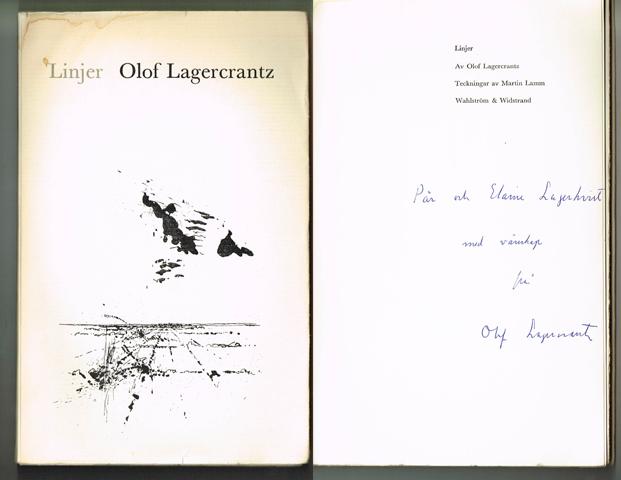 Linjer Olof Lagercrantz
Linjer
Av Olof Lagercrantz
Teckningar av Martin Lamm
Wahlström & Widstrand
Pär och Elaine Lagerkvist
med vänskap
från
Olof Lagercrantz